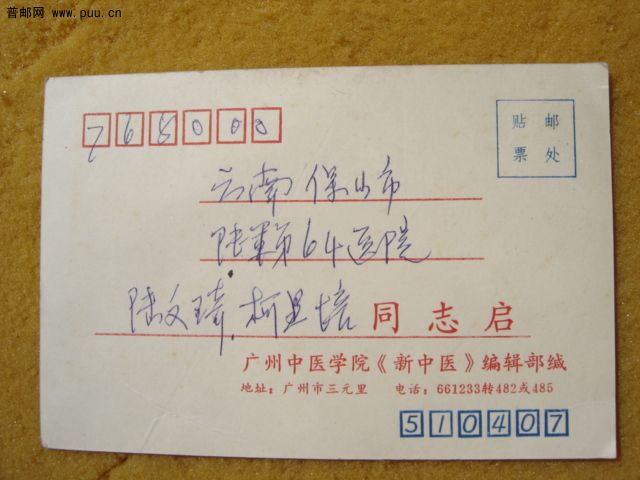 普邮网
www.puu.cn
768000
贴邮
票处
云南保山市
陆军第64医院
陆文琦,柯里培同志启
广州中医学院《新中医》编辑部缄
地址:广州市三元里 电话:661233转482或485
510407